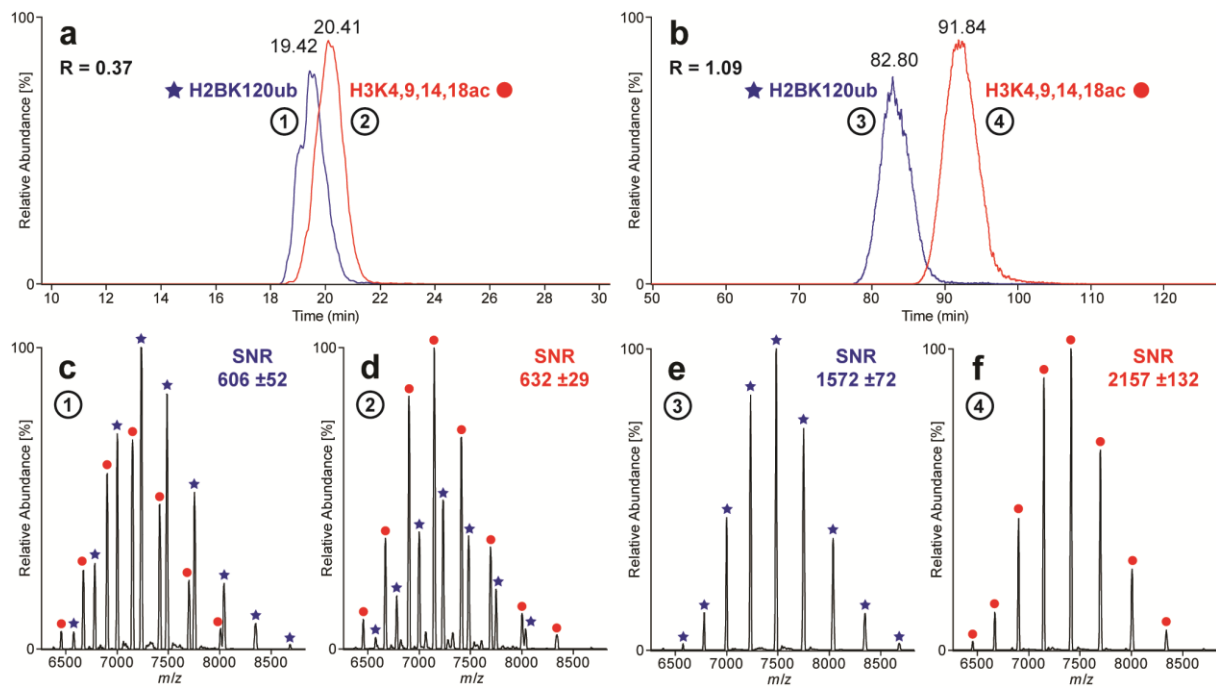 a
R = 0.37
19.42
20.41
H2BK120ub
H3K4,9,14,18ac
1
2
100
0
Relative Abundance [%]
10 12 14 16 18 20 22 24 26 28 30
Time (min)
b
R = 1.09
82.80
91.84
H2BK120ub
H3K4,9,14,18ac
3
4
100
0
Relative Abundance [%]
50 60 70 80 90 100 110 120
Time (min)
c
1
SNR
606 ±52
100
0
Relative Abundance [%]
6500 7000 7500 8000 8500
m/z
d
2
SNR
632 ±29
100
0
Relative Abundance [%]
6500 7000 7500 8000 8500
m/z
e
3
SNR
1572 ±72
100
0
Relative Abundance [%]
6500 7000 7500 8000 8500
m/z
f
4
SNR
2157 ±132
100
0
Relative Abundance [%]
6500 7000 7500 8000 8500
m/z